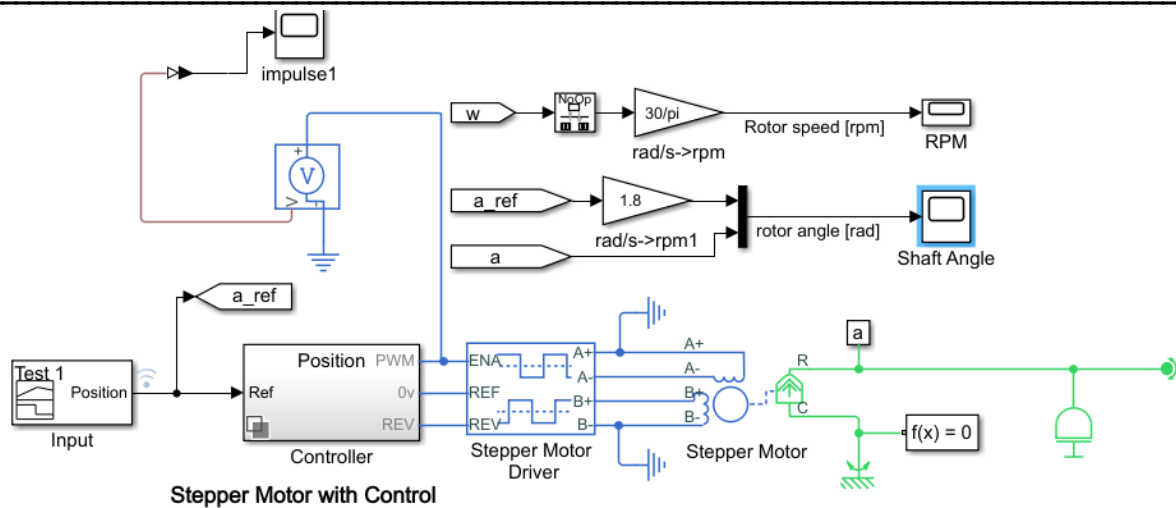 impulse1
w
NoOp
30/pi
rad/s->rpm
Rotor speed [rpm]
RPM
+
V
-
V
a_ref
1.8
rad/s->rpm1
a
rotor angle [rad]
Shaft Angle
a_ref
Test 1
Position
Input
Position
Ref
PWM
0v
REV
Controller
ENA
REF
REV
A+
A-
B+
B-
Stepper Motor
Driver
A+
A-
B+
B-
Stepper Motor
R
C
a
f(x) = 0
Stepper Motor with Control